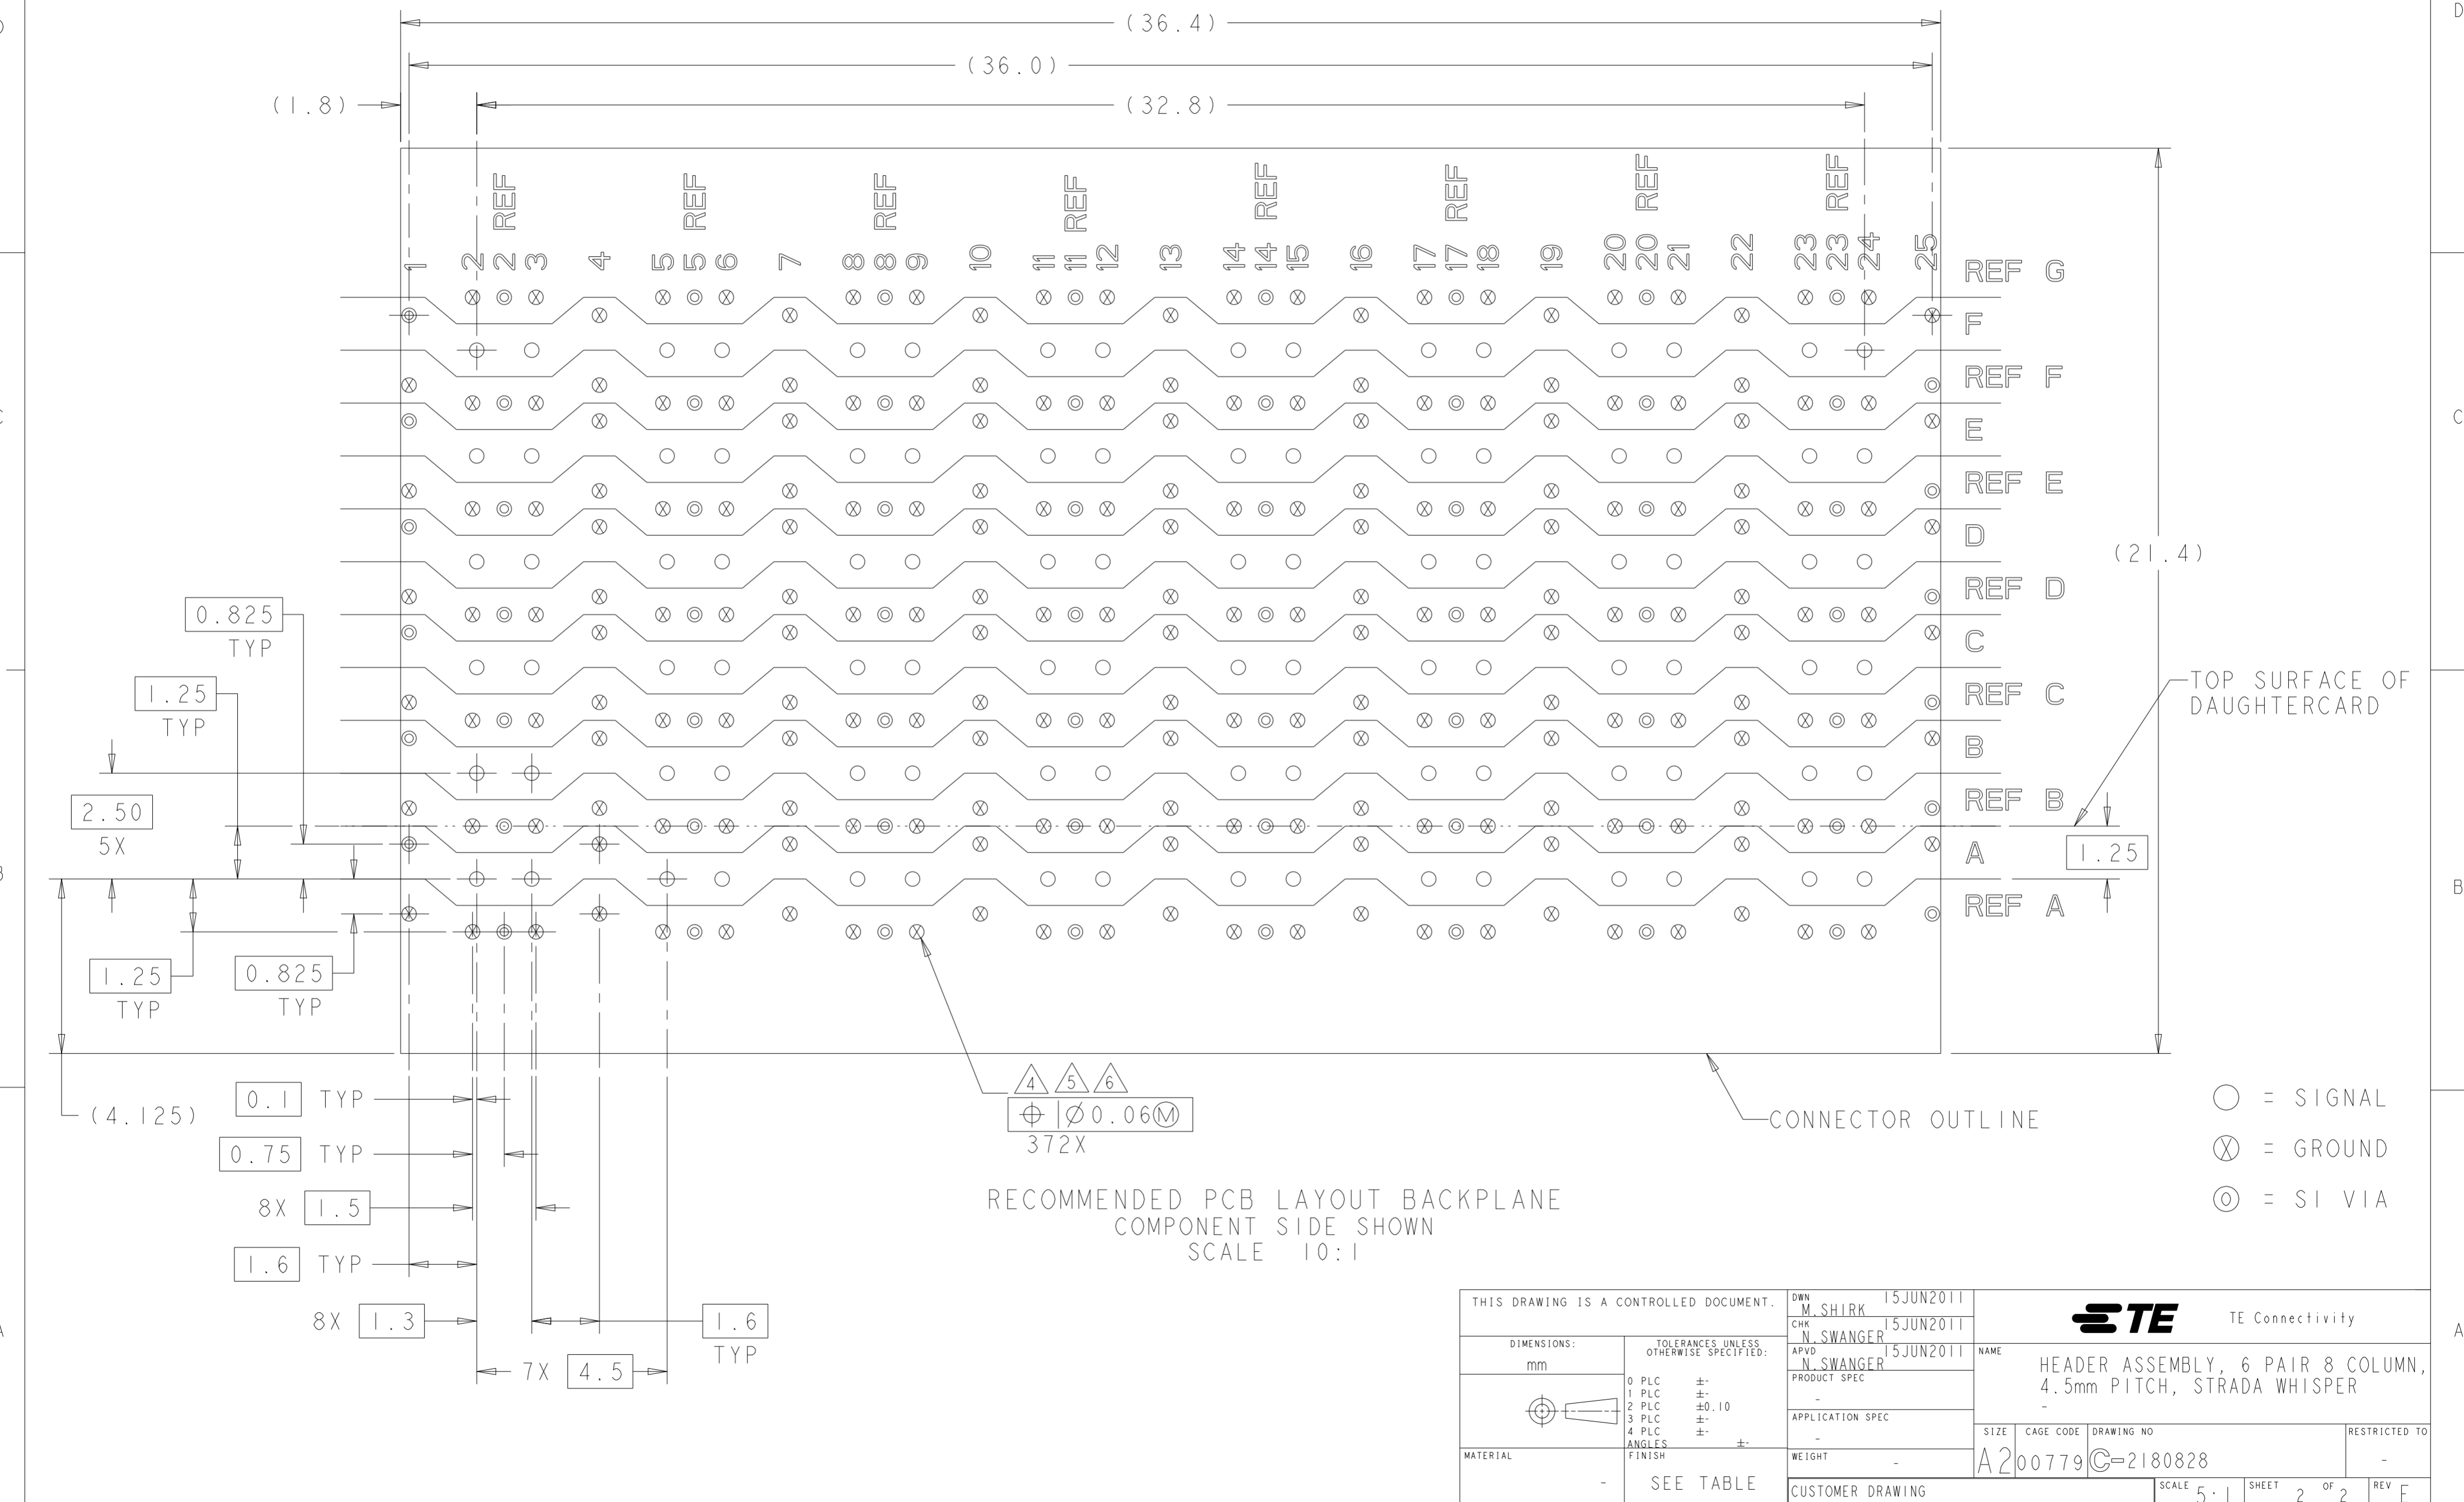 (36.4)
(36.0)
(1.8)
(32.8)
REF REF REF REF REF REF REF REF
1 2 2 3 4 5 5 6 7 8 8 9 10 11 11 12 13 14 14 15 16 17 17 18 19 20 20 21 22 23 23 24 25
REF G
F
REF F
E
REF E
D
(21.4)
REF D
0.825
TYP
C
REF C
TOP SURFACE OF
DAUGHTERCARD
1.25
TYP
B
REF B
2.50
5X
A
1.25
REF A
1.25
TYP
0.825
TYP
(4.125)
0.1 TYP
0.75 TYP
8X 1.5
1.6 TYP
8X 1.3
1.6
TYP
7X 4.5
4 5 6
⌖ Ø0.06Ⓜ
372X
CONNECTOR OUTLINE
= SIGNAL
= GROUND
= SI VIA
RECOMMENDED PCB LAYOUT BACKPLANE
COMPONENT SIDE SHOWN
SCALE 10:1
THIS DRAWING IS A CONTROLLED DOCUMENT.
DIMENSIONS:
mm
TOLERANCES UNLESS
OTHERWISE SPECIFIED:
0 PLC ±-
1 PLC ±-
2 PLC ±0.10
3 PLC ±-
4 PLC ±-
ANGLES ±-
MATERIAL
-
FINISH
SEE TABLE
DWN 15JUN2011
M.SHIRK
CHK 15JUN2011
N.SWANGER
APVD 15JUN2011
N.SWANGER
PRODUCT SPEC
-
APPLICATION SPEC
-
WEIGHT -
CUSTOMER DRAWING
TE TE Connectivity
NAME
HEADER ASSEMBLY, 6 PAIR 8 COLUMN,
4.5mm PITCH, STRADA WHISPER
-
SIZE A2
CAGE CODE 00779
DRAWING NO C-2180828
RESTRICTED TO -
SCALE 5:1
SHEET 2 OF 2
REV
D
C
B
A
B
A